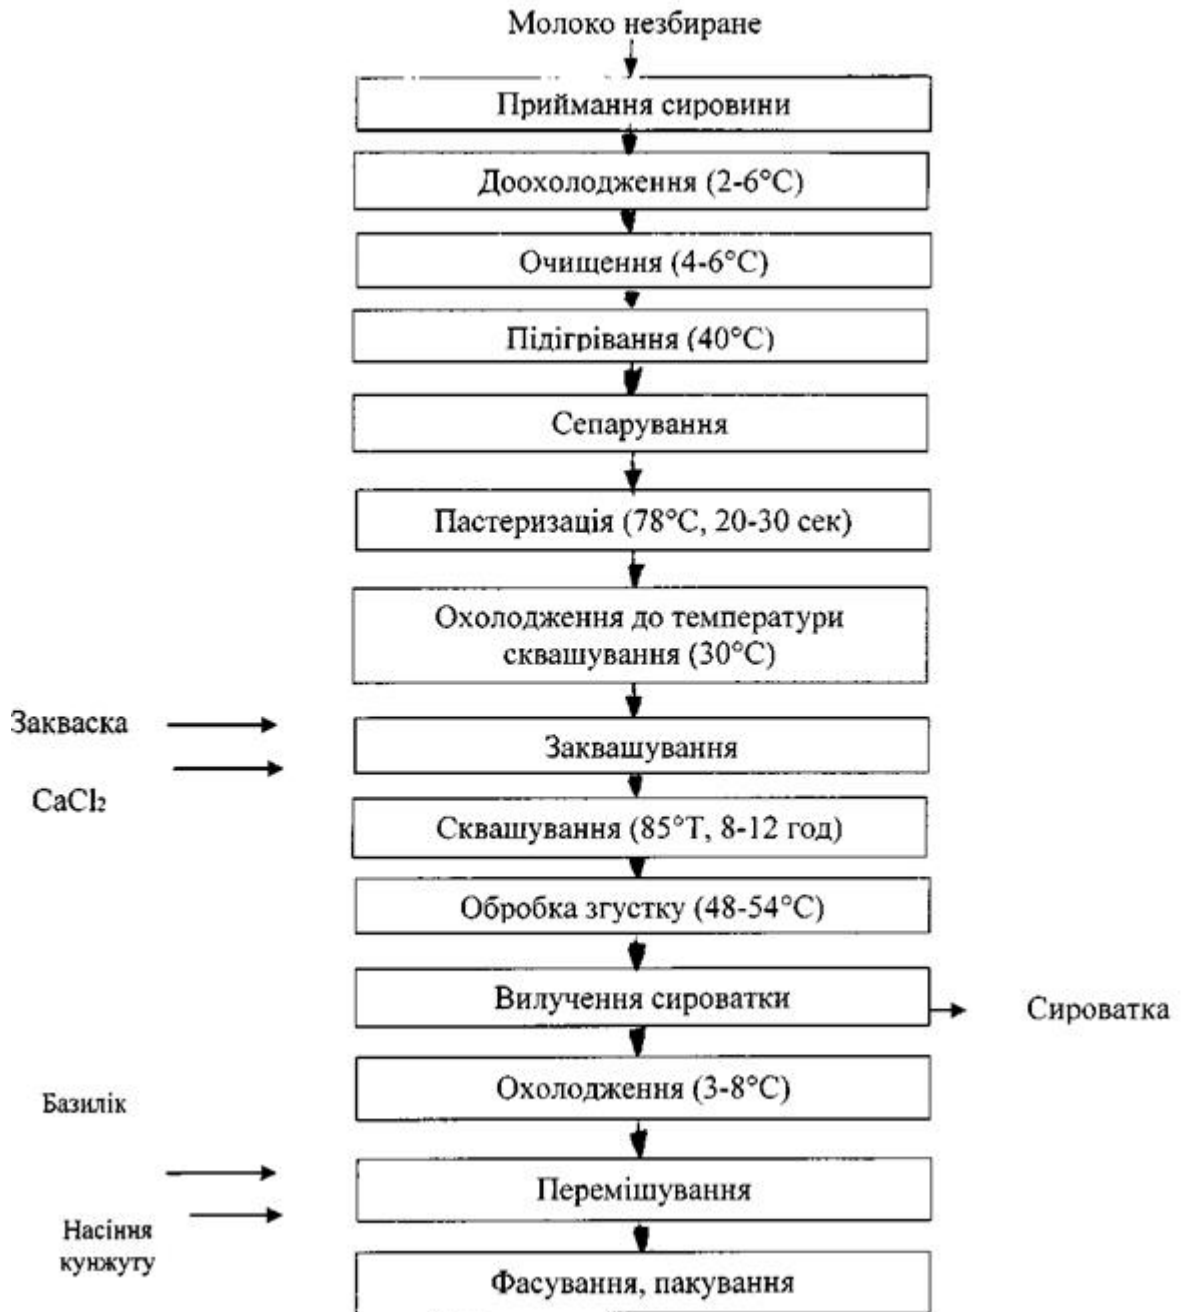 Молоко незбиране
Приймання сировини
Доохолодження (2-6°С)
Очищення (4-6°С)
Підігрівання (40°С)
Сепарування
Пастеризація (78°С, 20-30 сек)
Охолодження до температури
сквашування (30°С)
Закваска
Заквашування
CaCl₂
Сквашування (85°Т, 8-12 год)
Обробка згустку (48-54°С)
Вилучення сироватки
Сироватка
Охолодження (3-8°С)
Базилік
Перемішування
Насіння
кунжуту
Фасування, пакування